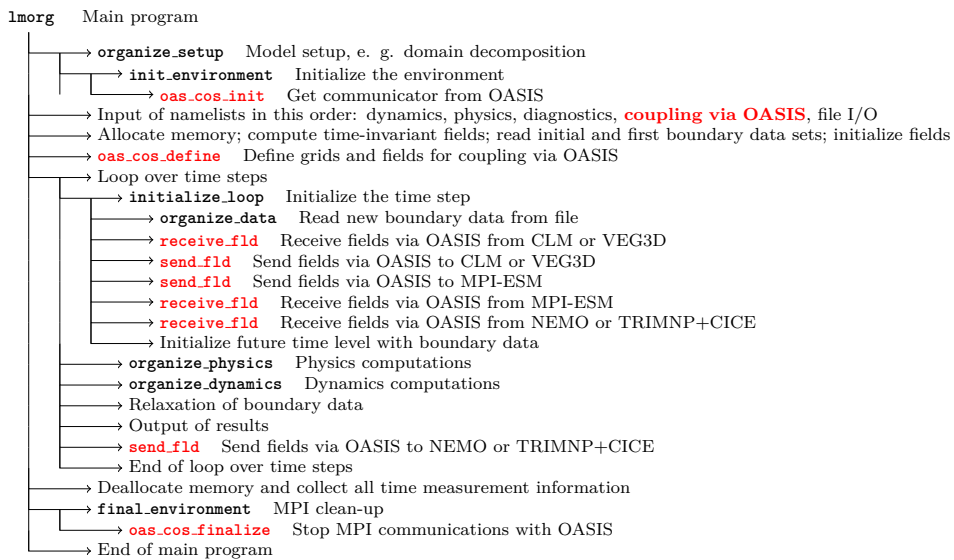 lmorg Main program
organize_setup Model setup, e. g. domain decomposition
init_environment Initialize the environment
oas_cos_init Get communicator from OASIS
Input of namelists in this order: dynamics, physics, diagnostics, coupling via OASIS, file I/O
Allocate memory; compute time-invariant fields; read initial and first boundary data sets; initialize fields
oas_cos_define Define grids and fields for coupling via OASIS
Loop over time steps
initialize_loop Initialize the time step
organize_data Read new boundary data from file
receive_fld Receive fields via OASIS from CLM or VEG3D
send_fld Send fields via OASIS to CLM or VEG3D
send_fld Send fields via OASIS to MPI-ESM
receive_fld Receive fields via OASIS from MPI-ESM
receive_fld Receive fields via OASIS from NEMO or TRIMNP+CICE
Initialize future time level with boundary data
organize_physics Physics computations
organize_dynamics Dynamics computations
Relaxation of boundary data
Output of results
send_fld Send fields via OASIS to NEMO or TRIMNP+CICE
End of loop over time steps
Deallocate memory and collect all time measurement information
final_environment MPI clean-up
oas_cos_finalize Stop MPI communications with OASIS
End of main program